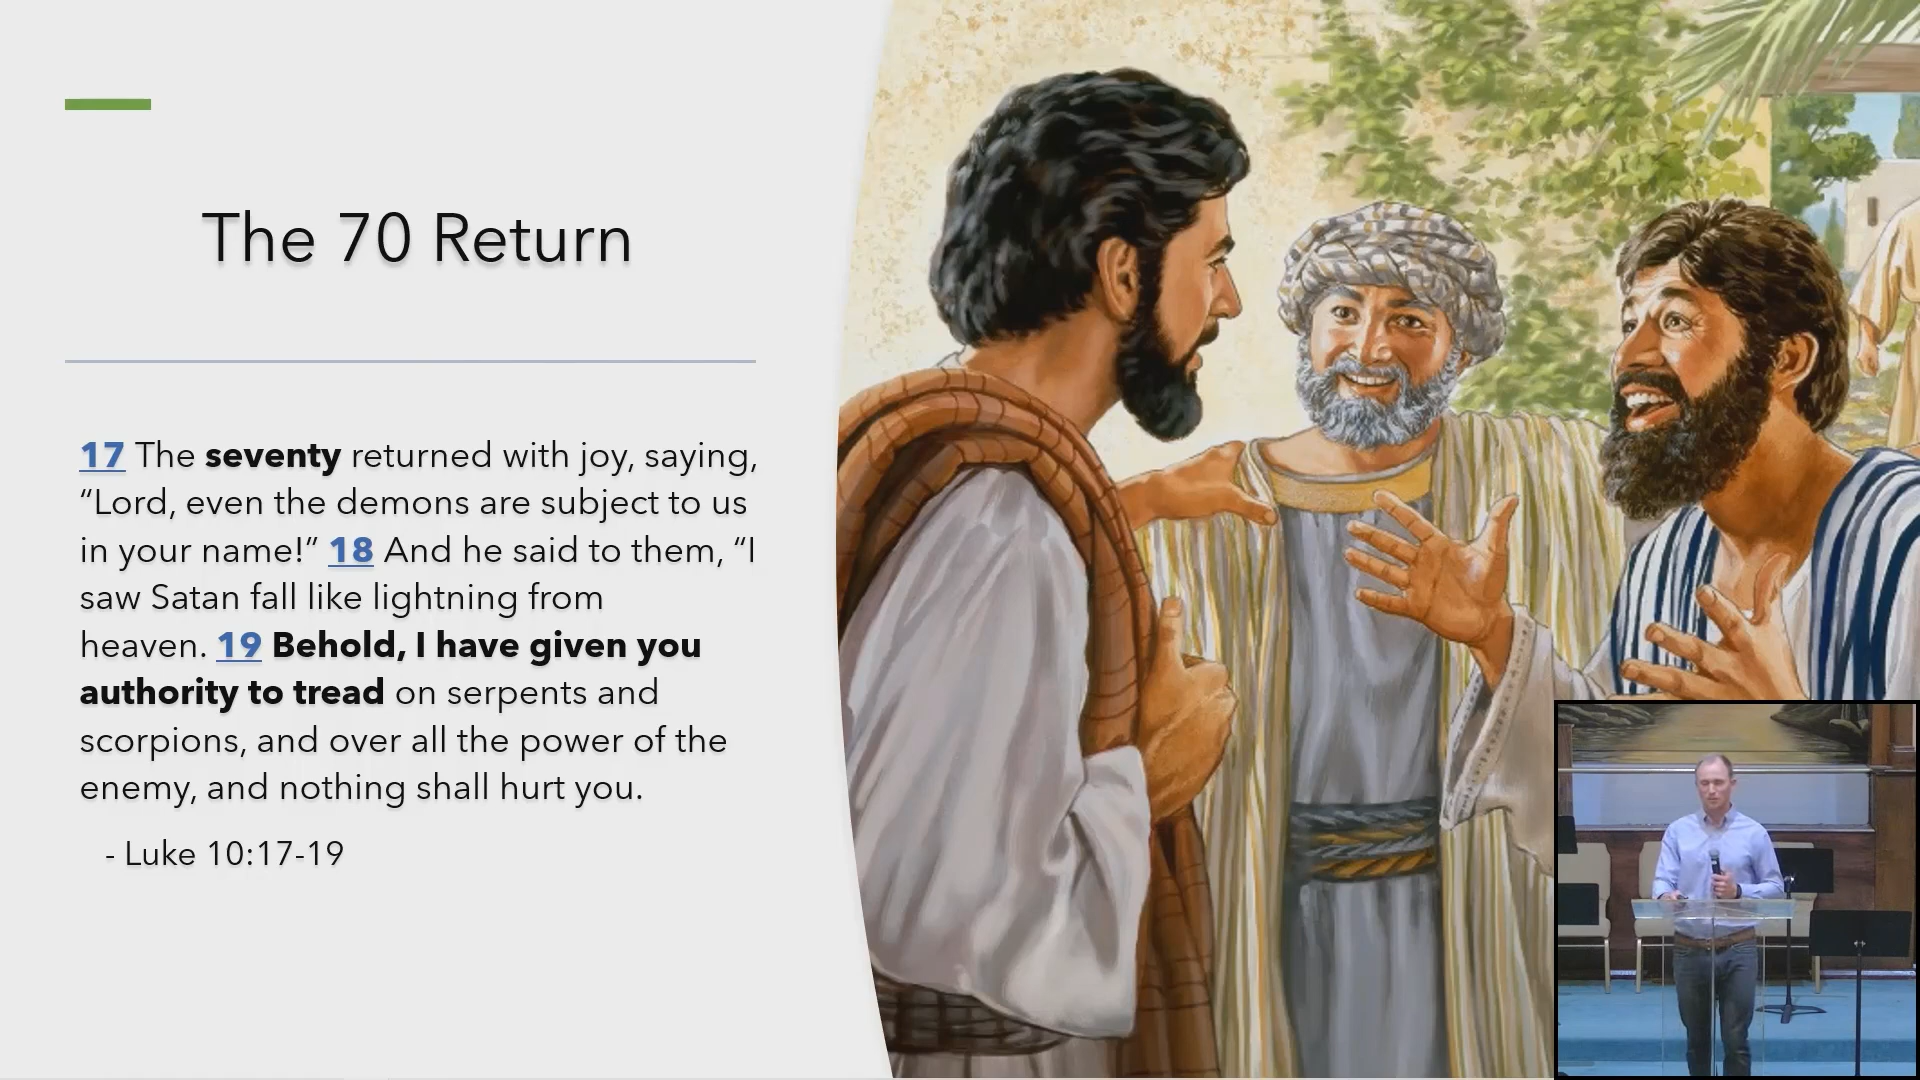 The 70 Return
17 The seventy returned with joy, saying,
“Lord, even the demons are subject to us
in your name!” 18 And he said to them, “I
saw Satan fall like lightning from
heaven. 19 Behold, I have given you
authority to tread on serpents and
scorpions, and over all the power of the
enemy, and nothing shall hurt you.
- Luke 10:17-19